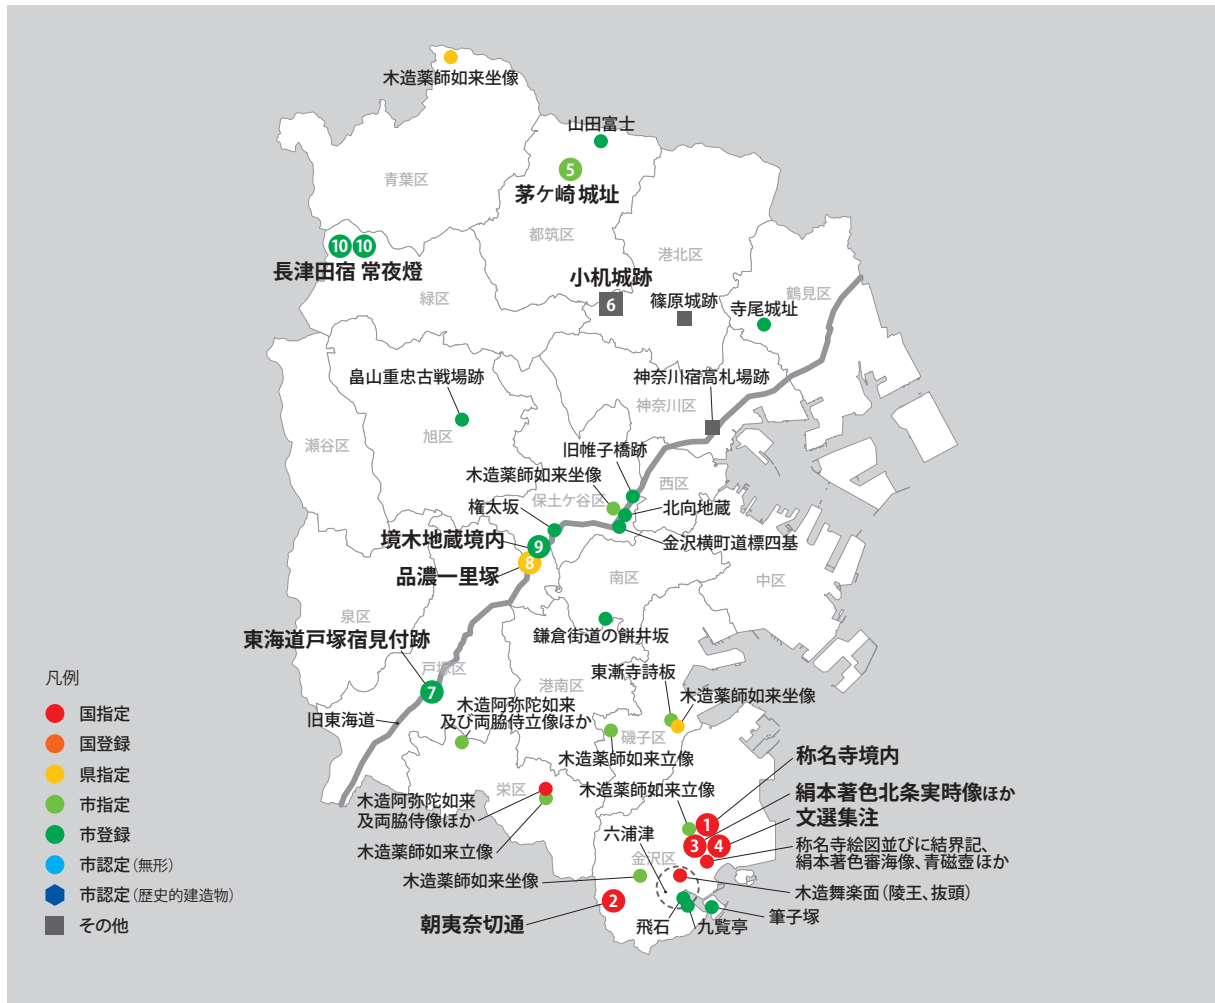 木造薬師如来坐像
山田富士
5
茅ケ崎城址
青葉区
都筑区
10 10
長津田宿 常夜燈
港北区
小机城跡
緑区
6
篠原城跡
鶴見区
寺尾城址
畠山重忠古戦場跡
神奈川宿高札場跡
神奈川区
旭区
瀬谷区
旧帷子橋跡
木造薬師如来坐像
西区
保土ケ谷区
権太坂
北向地蔵
境木地蔵境内
9
金沢横町道標四基
品濃一里塚
8
南区
中区
泉区
東海道戸塚宿見付跡
鎌倉街道の餅井坂
戸塚区
7
港南区
東漸寺詩板
木造薬師如来坐像
旧東海道
木造阿弥陀如来
及び両脇侍立像ほか
磯子区
木造薬師如来立像
称名寺境内
栄区
木造薬師如来立像
絹本著色北条実時像ほか
木造阿弥陀如来
及両脇侍像ほか
1
文選集注
六浦津
3
4
木造薬師如来立像
称名寺絵図並びに結界記、
絹本著色審海像、青磁壺ほか
金沢区
木造薬師如来坐像
木造舞楽面（陵王、抜頭）
2
朝夷奈切通
飛石
九覧亭
筆子塚
凡例
国指定
国登録
県指定
市指定
市登録
市認定（無形）
市認定（歴史的建造物）
その他